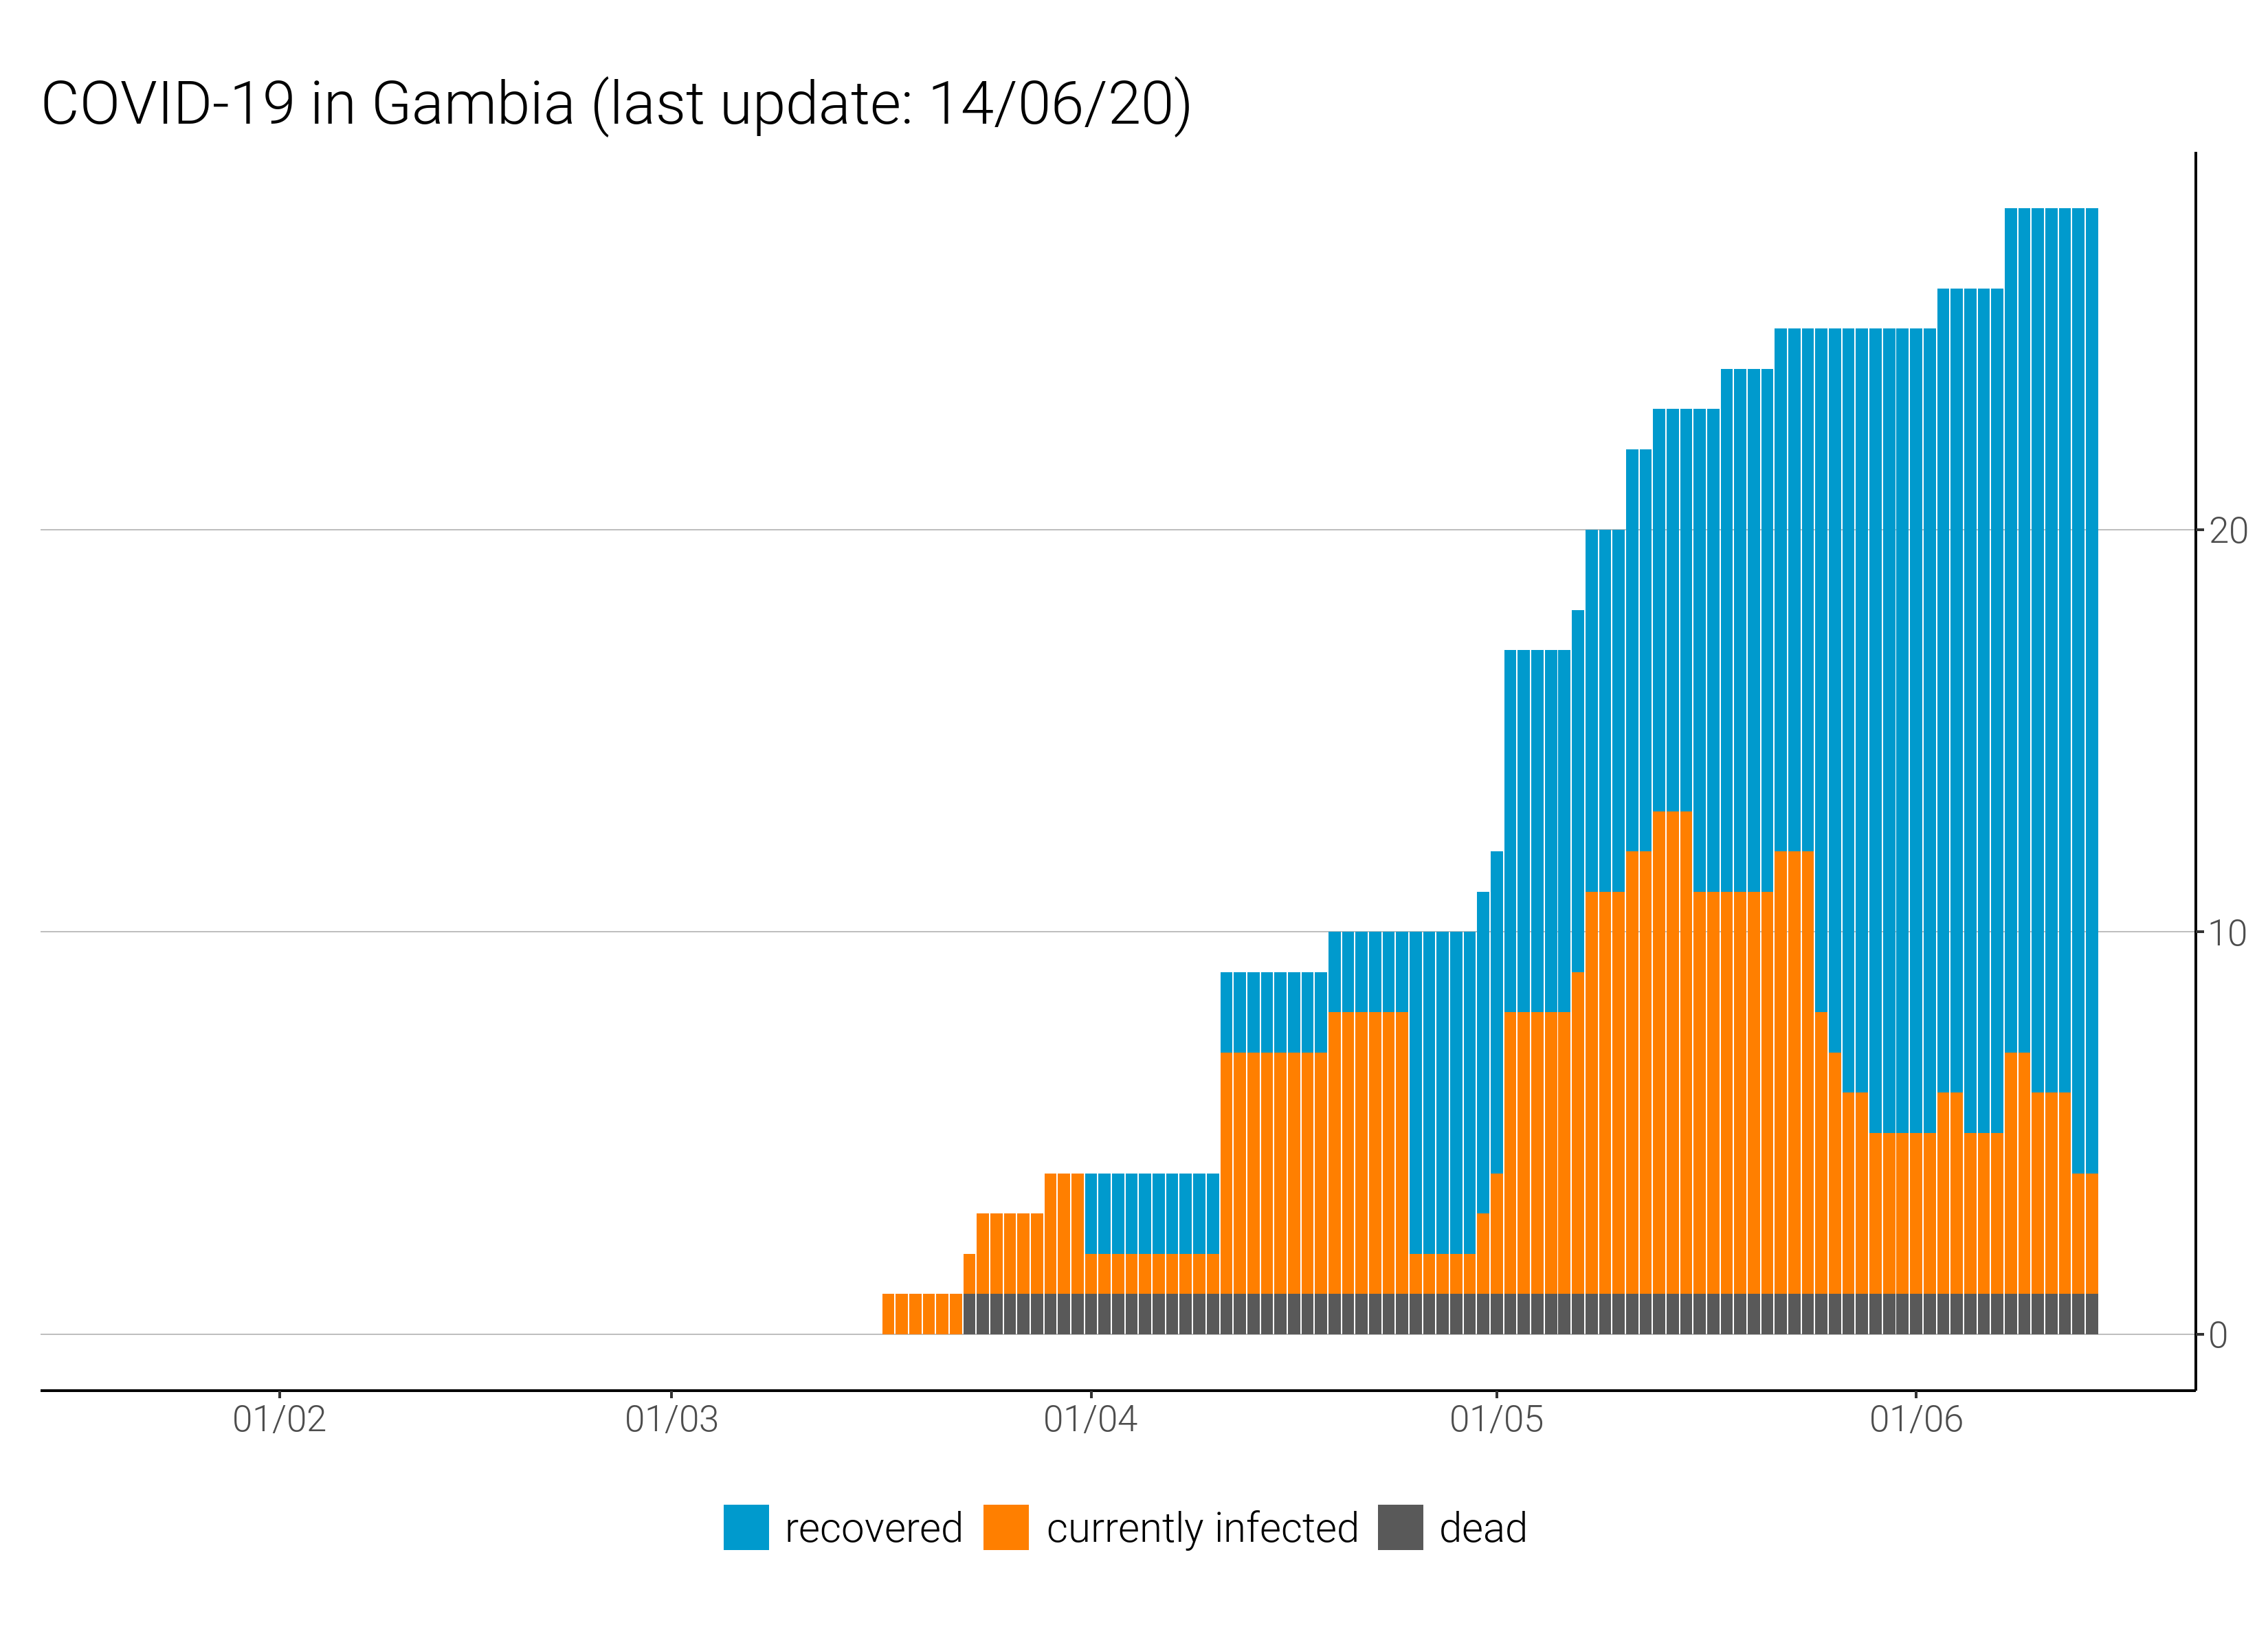 COVID-19 in Gambia (last update: 14/06/20)
20
10
0
01/02 01/03 01/04 01/05 01/06
recovered currently infected dead